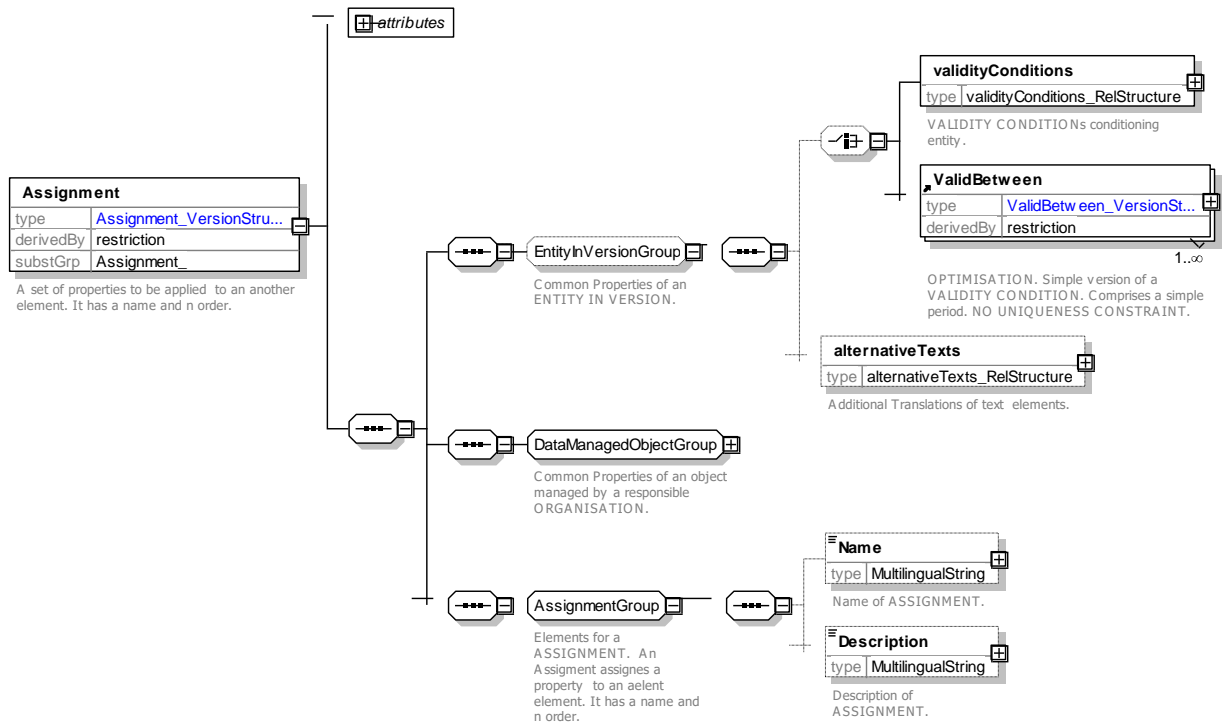 attributes
validityConditions
type validityConditions_RelStructure
VALIDITY CONDITIONs conditioning
entity.
Assignment
type Assignment_VersionStru...
derivedBy restriction
substGrp Assignment_
A set of properties to be applied to an another
element. It has a name and n order.
ValidBetween
type ValidBetween_VersionSt...
derivedBy restriction
1..∞
OPTIMISATION. Simple version of a
VALIDITY CONDITION. Comprises a simple
period. NO UNIQUENESS CONSTRAINT.
EntityInVersionGroup
Common Properties of an
ENTITY IN VERSION.
alternativeTexts
type alternativeTexts_RelStructure
Additional Translations of text elements.
DataManagedObjectGroup
Common Properties of an object
managed by a responsible
ORGANISATION.
AssignmentGroup
Elements for a
ASSIGNMENT. An
Assigment assignes a
property to an aelent
element. It has a name and
n order.
Name
type MultilingualString
Name of ASSIGNMENT.
Description
type MultilingualString
Description of
ASSIGNMENT.